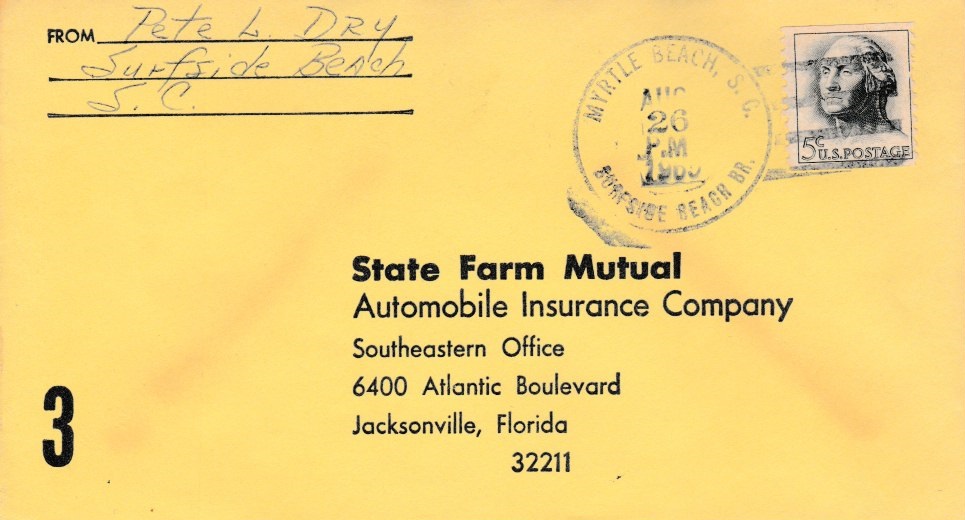 FROM Pete L. Dry
Surfside Beach
S.C.
MYRTLE BEACH, S.C.
AUG
26
P.M
SURFSIDE BEACH BR.
5c U.S. POSTAGE
State Farm Mutual
Automobile Insurance Company
Southeastern Office
6400 Atlantic Boulevard
Jacksonville, Florida
32211
3